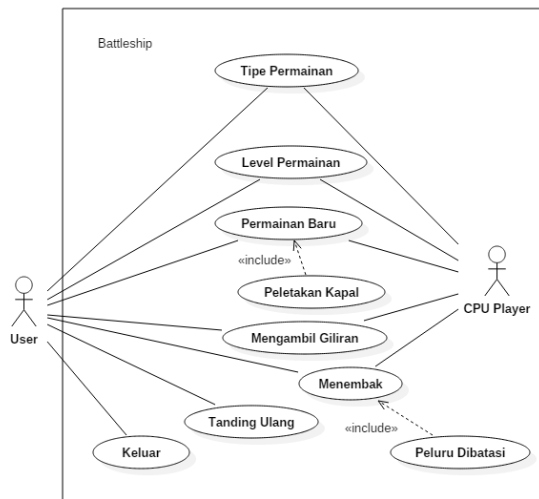 Battleship
Tipe Permainan
Level Permainan
Permainan Baru
«include»
Peletakan Kapal
CPU Player
User
Mengambil Giliran
Menembak
Tanding Ulang
«include»
Keluar
Peluru Dibatasi